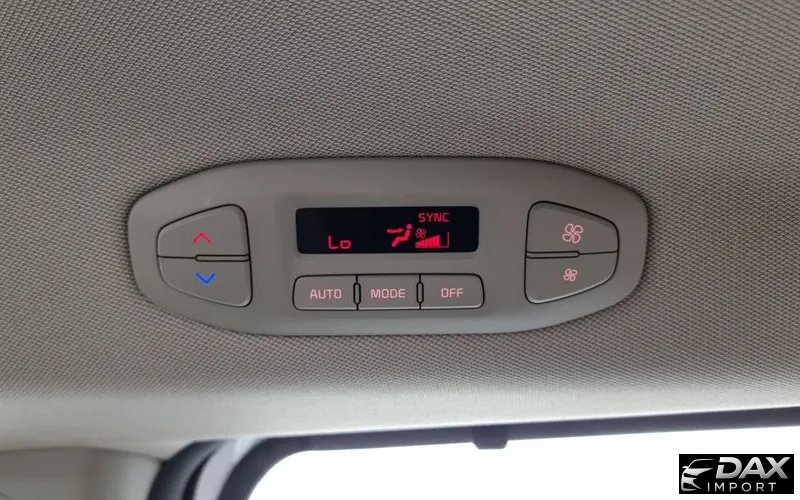 SYNC
Lo
AUTO MODE OFF
DAX
IMPORT